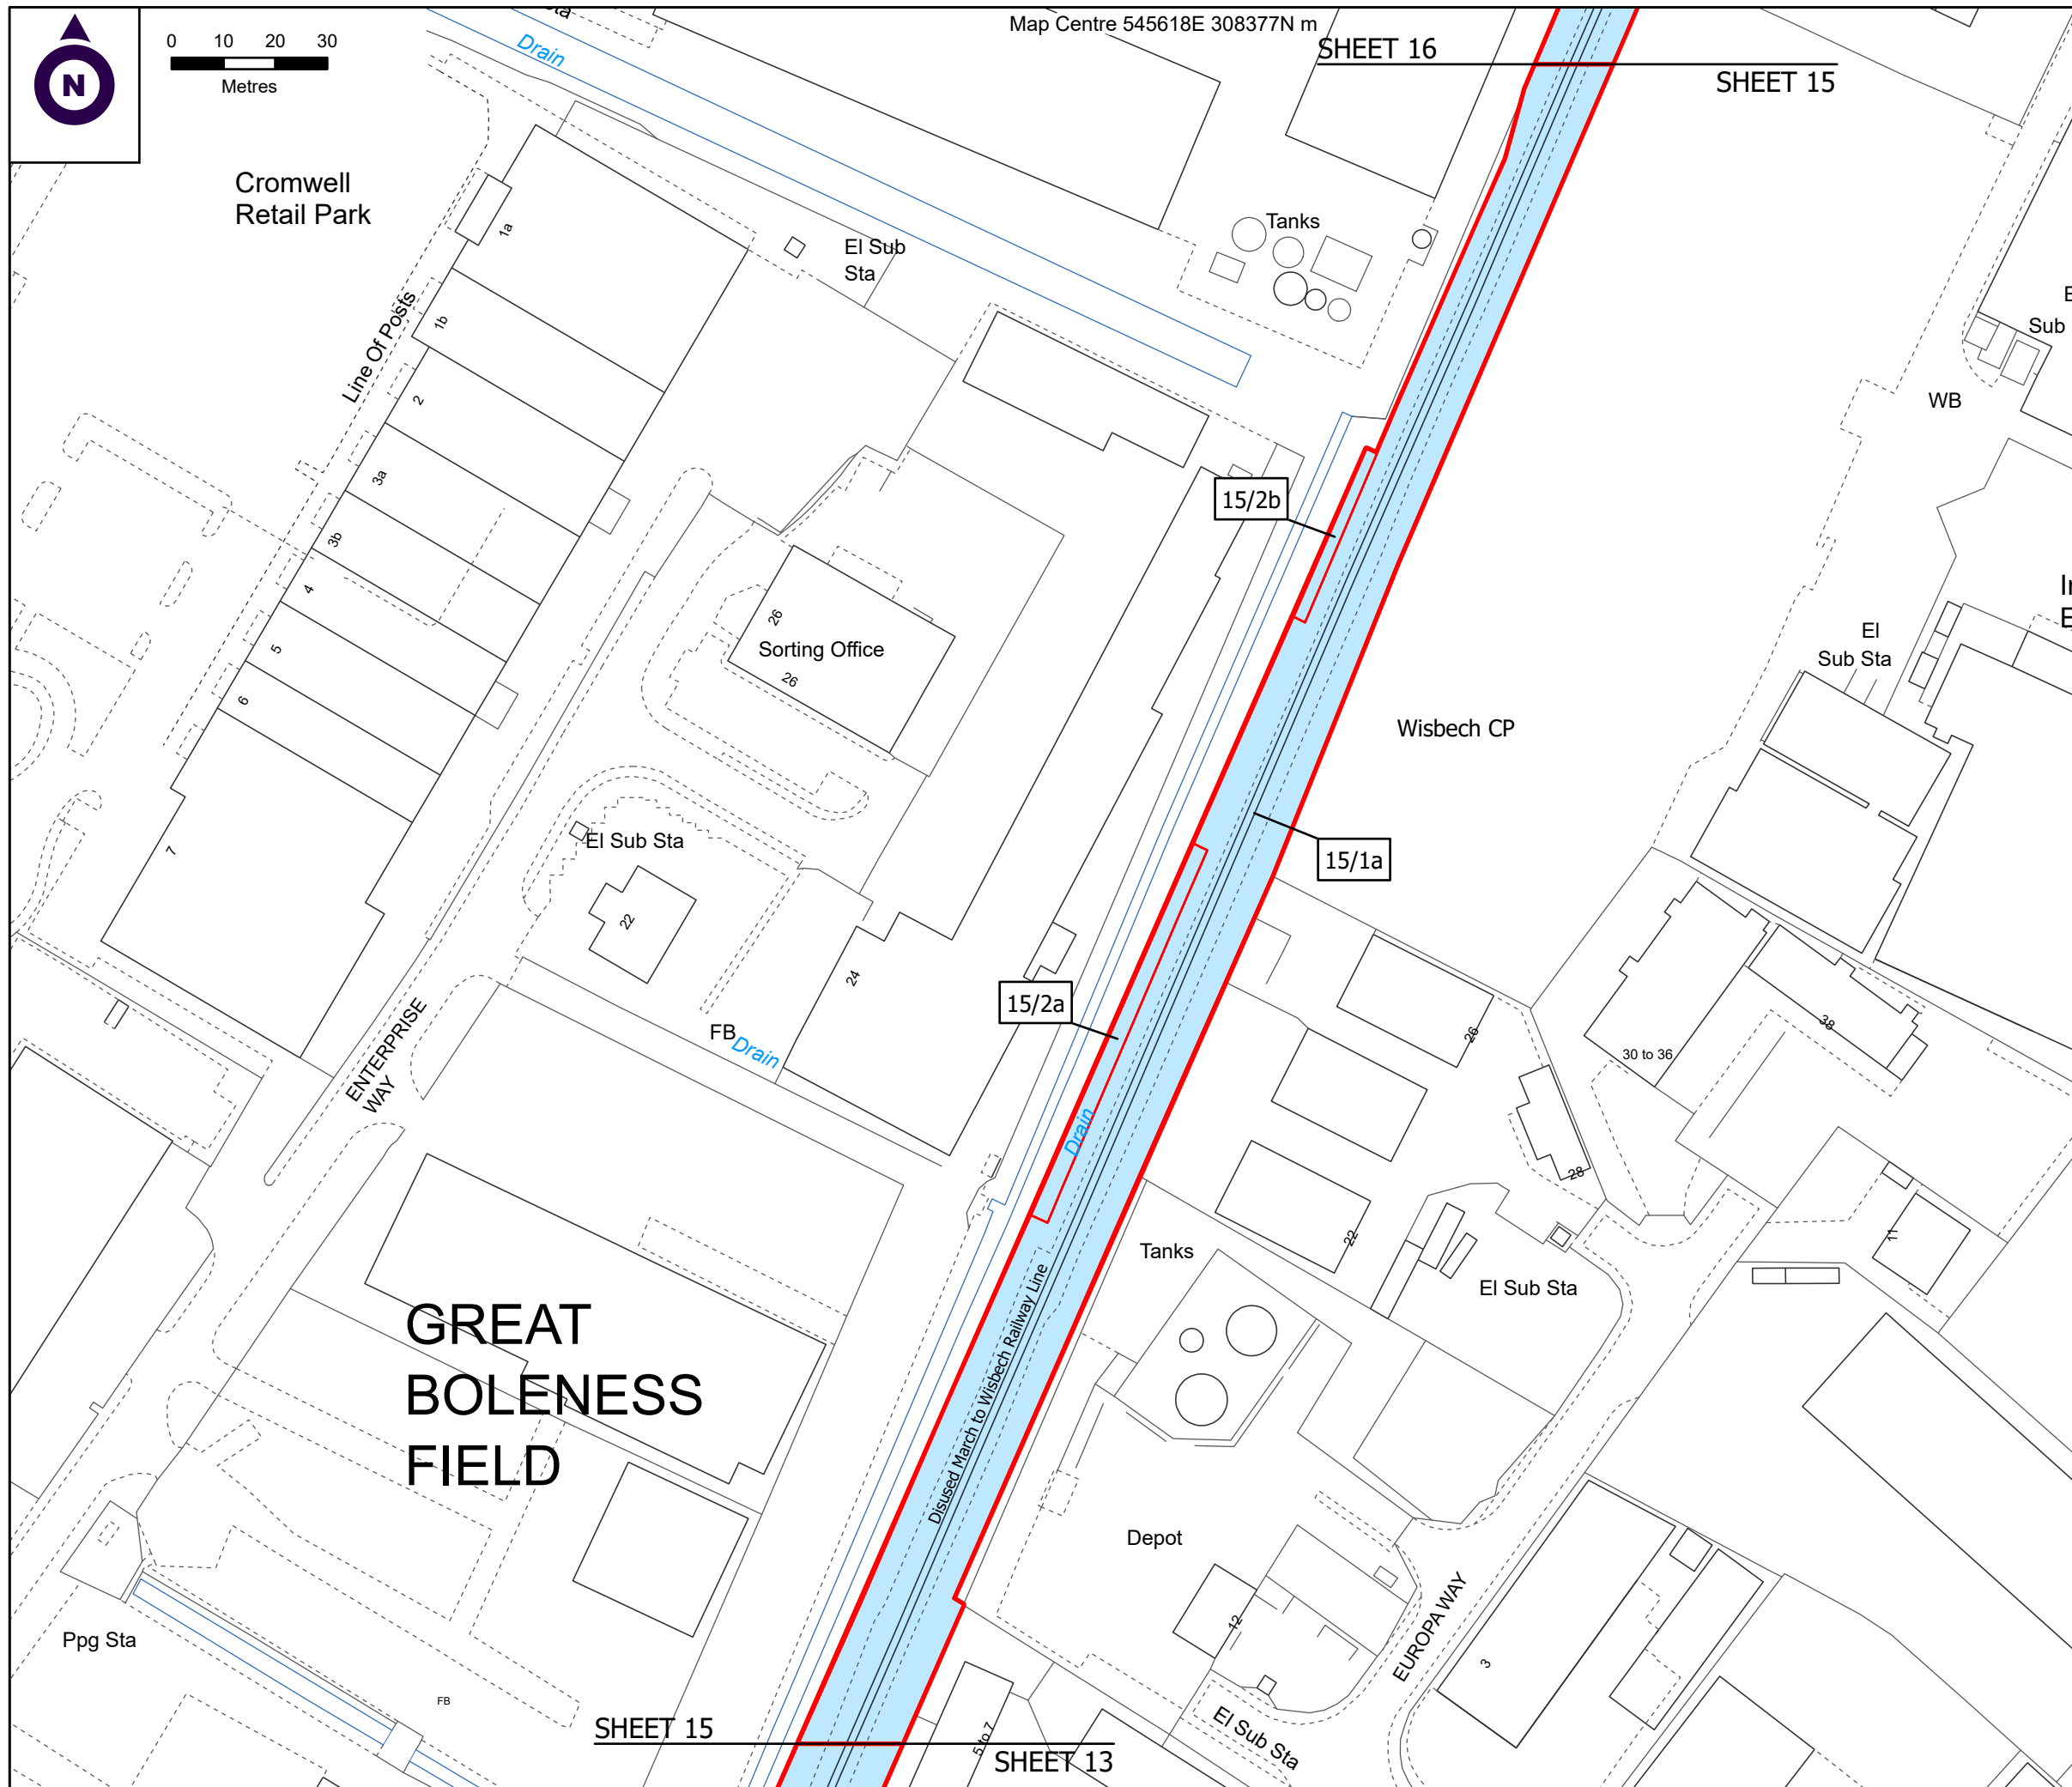 N
0 10 20 30
Metres
Sta
Drain
Map Centre 545618E 308377N m
SHEET 16
SHEET 15
Cromwell
Retail Park
1a
El Sub
Sta
Tanks
Line Of Posts
1b
2
3a
3b
4
5
6
7
Sub
WB
15/2b
26
Sorting Office
26
El
Sub Sta
Wisbech CP
El Sub Sta
22
15/1a
24
15/2a
FB
Drain
ENTERPRISE
WAY
26
30 to 36
38
Drain
28
22
11
Tanks
El Sub Sta
GREAT
BOLENESS
FIELD
Disused March to Wisbech Railway Line
Depot
12
EUROPA WAY
3
Ppg Sta
FB
SHEET 15
SHEET 13
5 to 7
El Sub Sta